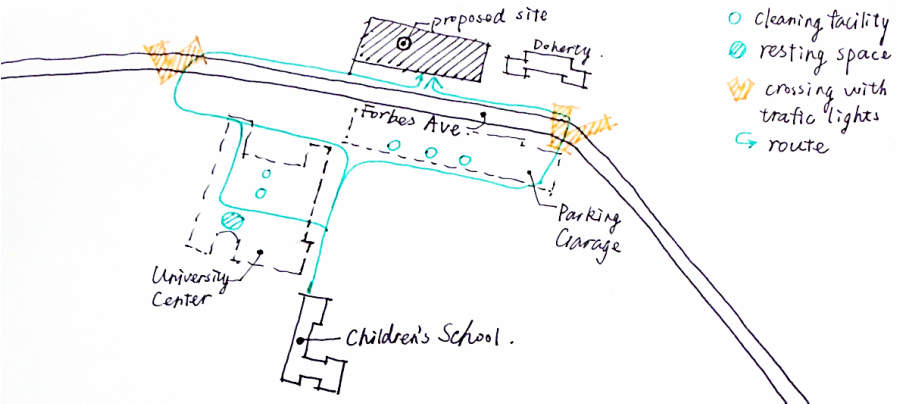 proposed site
Doherty.
Forbes Ave.
Parking
Garage
University
Center
Children's School.
cleaning facility
resting space
crossing with
trafic lights
route